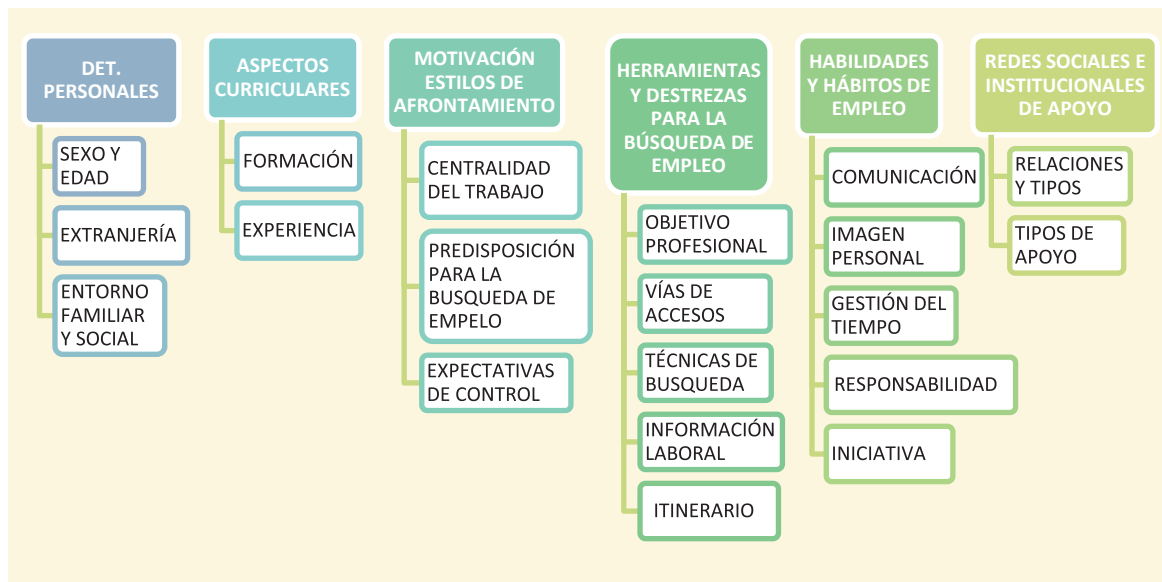 DET.
PERSONALES
SEXO Y
EDAD
EXTRANJERÍA
ENTORNO
FAMILIAR
Y SOCIAL
ASPECTOS
CURRICULARES
FORMACIÓN
EXPERIENCIA
MOTIVACIÓN
ESTILOS DE
AFRONTAMIENTO
CENTRALIDAD
DEL TRABAJO
PREDISPOSICIÓN
PARA LA
BUSQUEDA DE
EMPELO
EXPECTATIVAS
DE CONTROL
HERRAMIENTAS
Y DESTREZAS
PARA LA
BÚSQUEDA DE
EMPLEO
OBJETIVO
PROFESIONAL
VÍAS DE
ACCESOS
TÉCNICAS DE
BUSQUEDA
INFORMACIÓN
LABORAL
ITINERARIO
HABILIDADES
Y HÁBITOS DE
EMPLEO
COMUNICACIÓN
IMAGEN
PERSONAL
GESTIÓN DEL
TIEMPO
RESPONSABILIDAD
INICIATIVA
REDES SOCIALES E
INSTITUCIONALES
DE APOYO
RELACIONES
Y TIPOS
TIPOS DE
APOYO